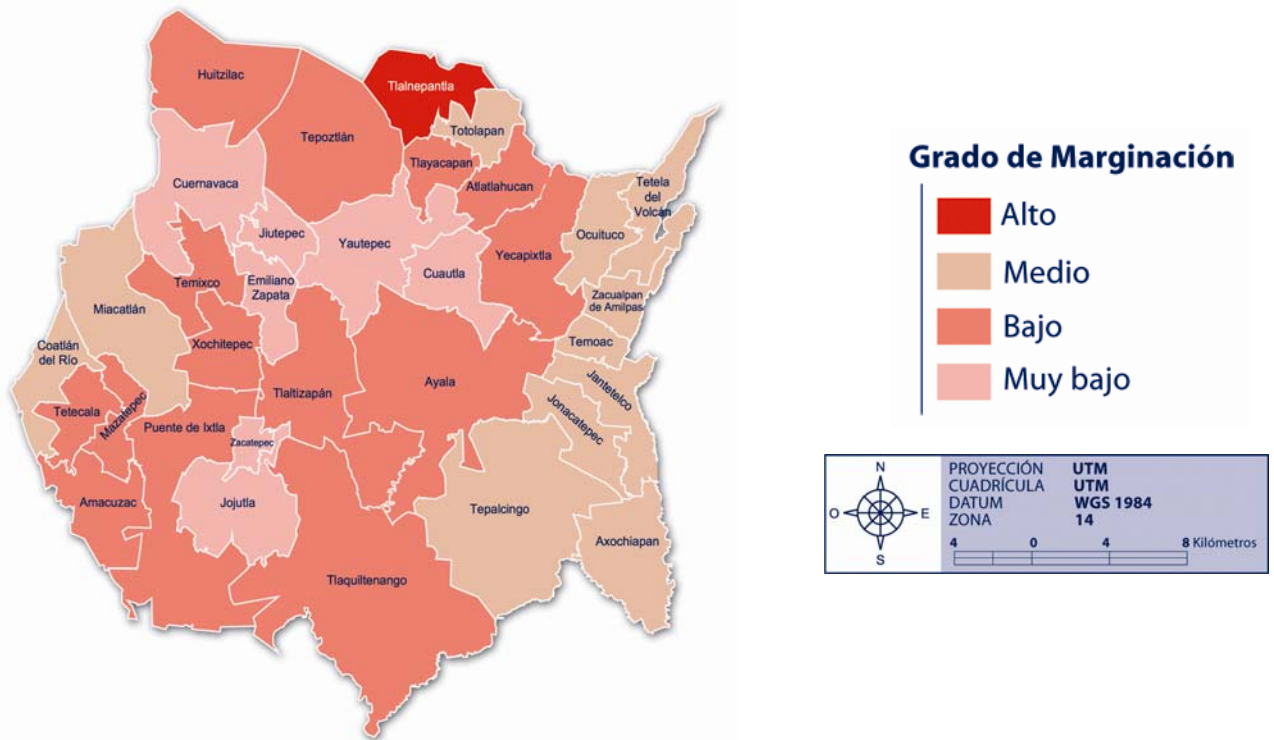 Huitzilac
Tlalnepantla
Tepoztlán
Totolapan
Tlayacapan
Atlatlahucan
Cuernavaca
Tetela
del
Volcán
Jiutepec
Yautepec
Ocuituco
Yecapixtla
Cuautla
Temixco
Emiliano
Zapata
Miacatlán
Zacualpan
de Amilpas
Xochitepec
Temoac
Coatlán
del Río
Ayala
Tlaltizapán
Jantetelco
Tetecala
Mazatepec
Jonacatepec
Puente de Ixtla
Zacatepec
Amacuzac
Jojutla
Tepalcingo
Axochiapan
Tlaquiltenango
Grado de Marginación
Alto
Medio
Bajo
Muy bajo
N
O
E
S
PROYECCIÓN UTM
CUADRÍCULA UTM
DATUM WGS 1984
ZONA 14
4 0 4 8 Kilómetros